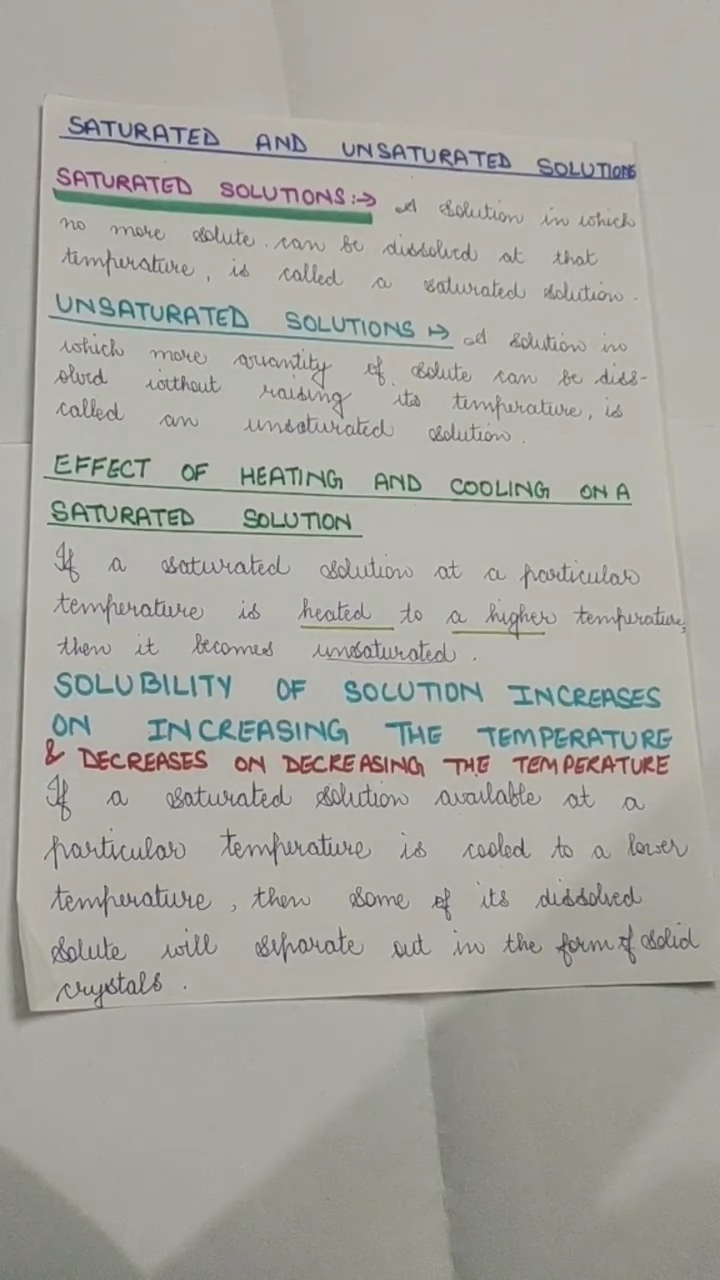 SATURATED AND UNSATURATED SOLUTIONS
SATURATED SOLUTIONS:→ A solution in which
no more solute can be dissolved at that
temperature, is called a saturated solution.
UNSATURATED SOLUTIONS → A solution in
which more quantity of solute can be diss-
olvd without raising its temperature, is
called an unsaturated solution.
EFFECT OF HEATING AND COOLING ON A
SATURATED SOLUTION
If a saturated solution at a particular
temperature is heated to a higher temperature,
then it becomes unsaturated.
SOLUBILITY OF SOLUTION INCREASES
ON INCREASING THE TEMPERATURE
& DECREASES ON DECREASING THE TEMPERATURE
If a saturated solution available at a
particular temperature is cooled to a lower
temperature, then some of its dissolved
solute will separate out in the form of solid
crystals.